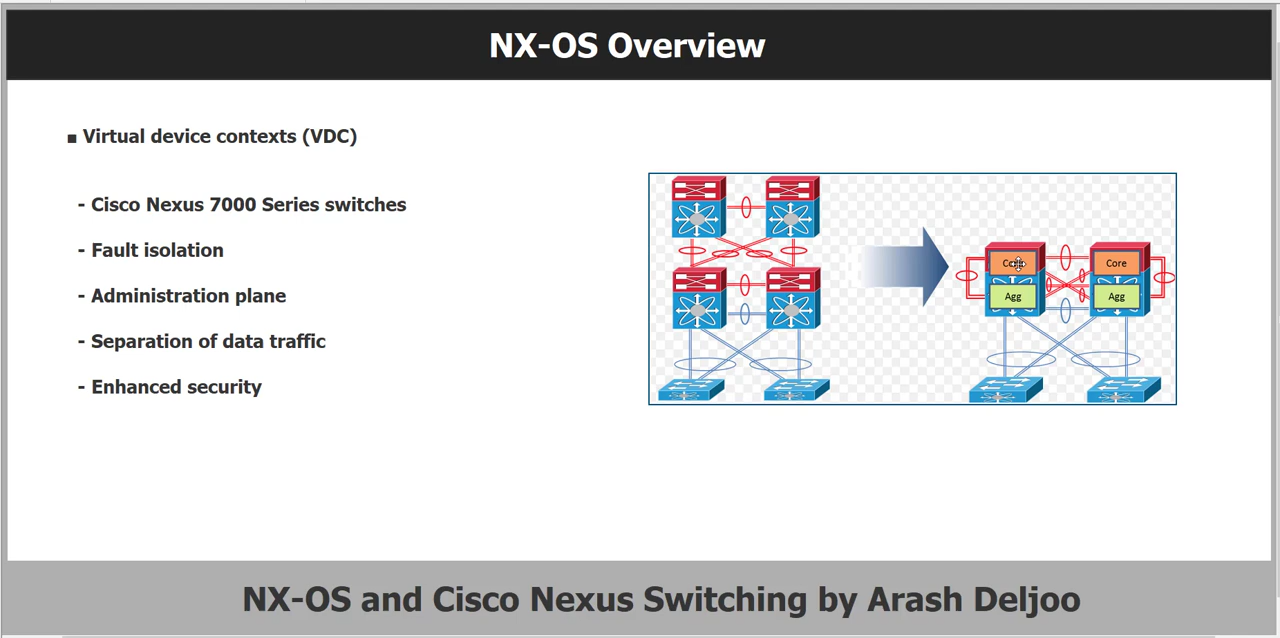 NX-OS Overview
▪ Virtual device contexts (VDC)
- Cisco Nexus 7000 Series switches
- Fault isolation
- Administration plane
- Separation of data traffic
- Enhanced security
Core
Core
Agg
Agg
NX-OS and Cisco Nexus Switching by Arash Deljoo